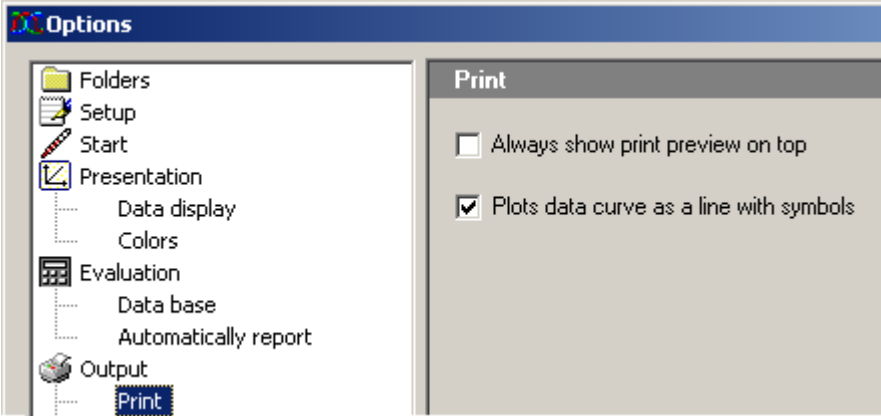 Options
Folders
Setup
Start
Presentation
Data display
Colors
Evaluation
Data base
Automatically report
Output
Print
Print
Always show print preview on top
Plots data curve as a line with symbols